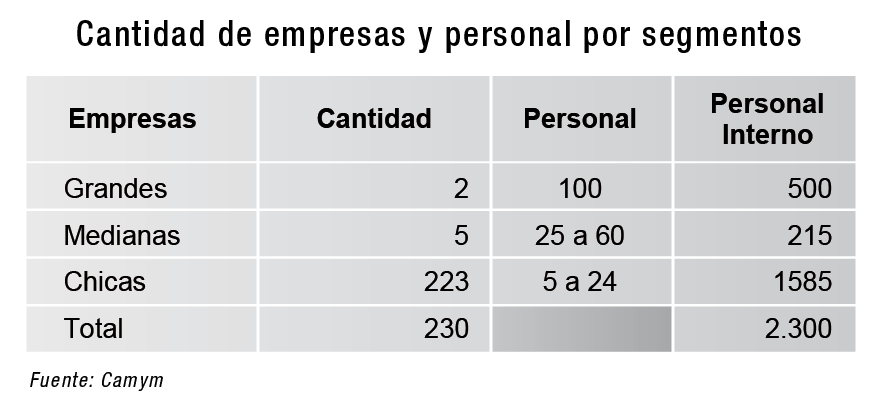 Cantidad de empresas y personal por segmentos
Empresas Cantidad Personal Personal Interno
Grandes 2 100 500
Medianas 5 25 a 60 215
Chicas 223 5 a 24 1585
Total 230 2.300
Fuente: Camym